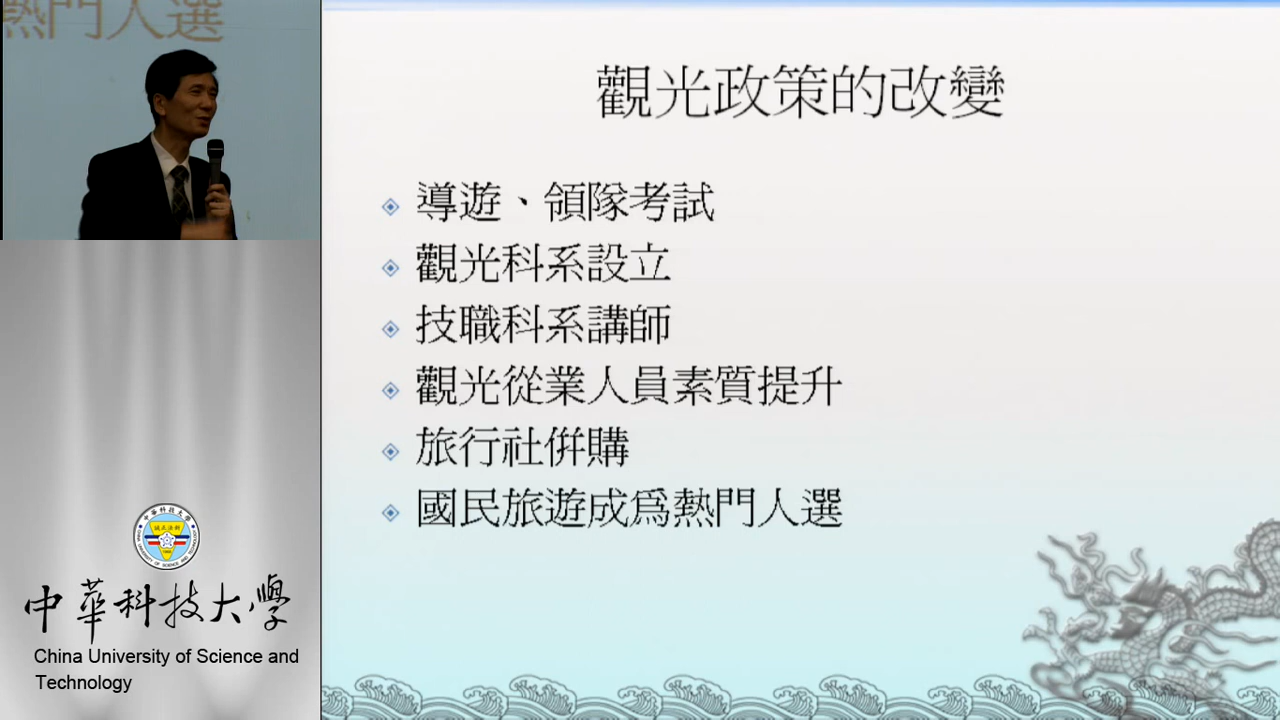 熱門人選
觀光政策的改變
導遊、領隊考試
觀光科系設立
技職科系講師
觀光從業人員素質提升
旅行社併購
國民旅遊成為熱門人選
中華科技大學
China University of Science and
Technology